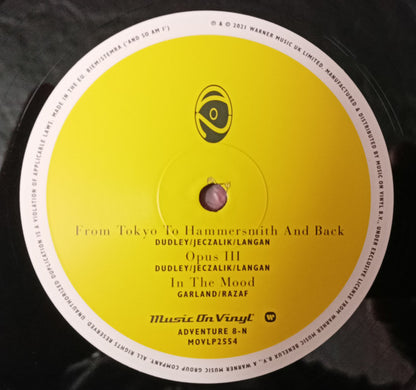 ℗ & © 2021 WARNER MUSIC UK LIMITED. MANUFACTURED & DISTRIBUTED BY MUSIC ON VINYL B.V., UNDER EXCLUSIVE LICENSE FROM WARNER MUSIC BENELUX B.V., A WARNER MUSIC GROUP COMPANY. ALL RIGHTS RESERVED. UNAUTHORIZED DUPLICATION IS A VIOLATION OF APPLICABLE LAWS. MADE IN THE EU. BIEM/STEMRA ('AND SO AM I')
From Tokyo To Hammersmith And Back
DUDLEY/JECZALIK/LANGAN
Opus III
DUDLEY/JECZALIK/LANGAN
In The Mood
GARLAND/RAZAF
Music On Vinyl
ADVENTURE 8-N
MOVLP2554